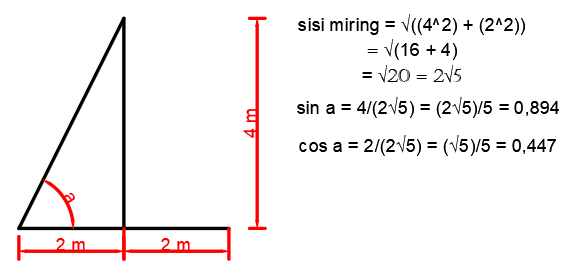 sisi miring = √((4^2) + (2^2))
= √(16 + 4)
= √20 = 2√5
sin a = 4/(2√5) = (2√5)/5 = 0,894
cos a = 2/(2√5) = (√5)/5 = 0,447
4 m
a
2 m
2 m